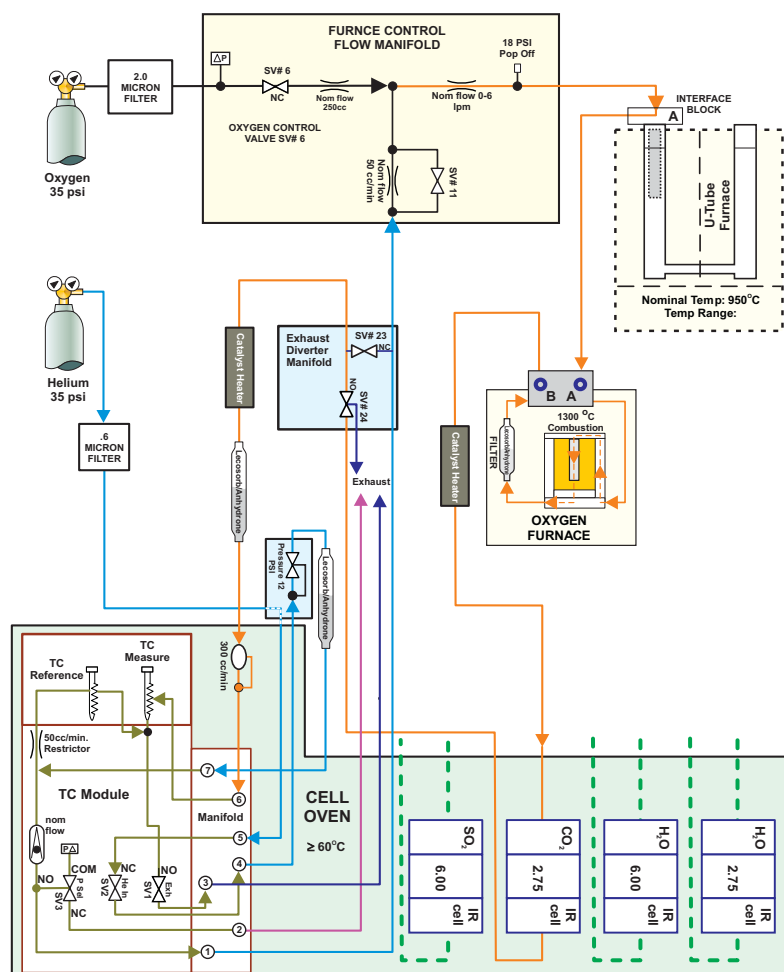 FURNCE CONTROL
FLOW MANIFOLD
18 PSI
Pop Off
ΔP
SV# 6
NC
2.0
MICRON
FILTER
Nom flow
250cc
Nom flow 0-6
lpm
OXYGEN CONTROL
VALVE SV# 6
Nom flow
50 cc/min
SV# 11
INTERFACE
BLOCK
A
Oxygen
35 psi
U-Tube
Furnace
Nominal Temp: 950°C
Temp Range:
Helium
35 psi
.6
MICRON
FILTER
Catalyst Heater
Exhaust
Diverter
Manifold
SV# 23
NC
NO
SV# 24
Exhaust
Lecosorb/Anhydrone
Pressure 12
PSI
Lecosorb/Anhydrone
Catalyst Heater
B A
1300 °C
Combustion
FILTER
Lecosorb/Anhydrone
OXYGEN
FURNACE
TC
Reference
TC
Measure
300 cc/min
50cc/min.
Restrictor
TC Module
nom
flow
P△
COM
NO
P Sel
SV3
NC
NC
He In
SV2
NO
Exh
SV1
Manifold
7
6
5
4
3
2
1
CELL
OVEN
≥ 60°C
SO2
6.00
IR
cell
CO2
2.75
IR
cell
H2O
6.00
IR
cell
H2O
2.75
IR
cell